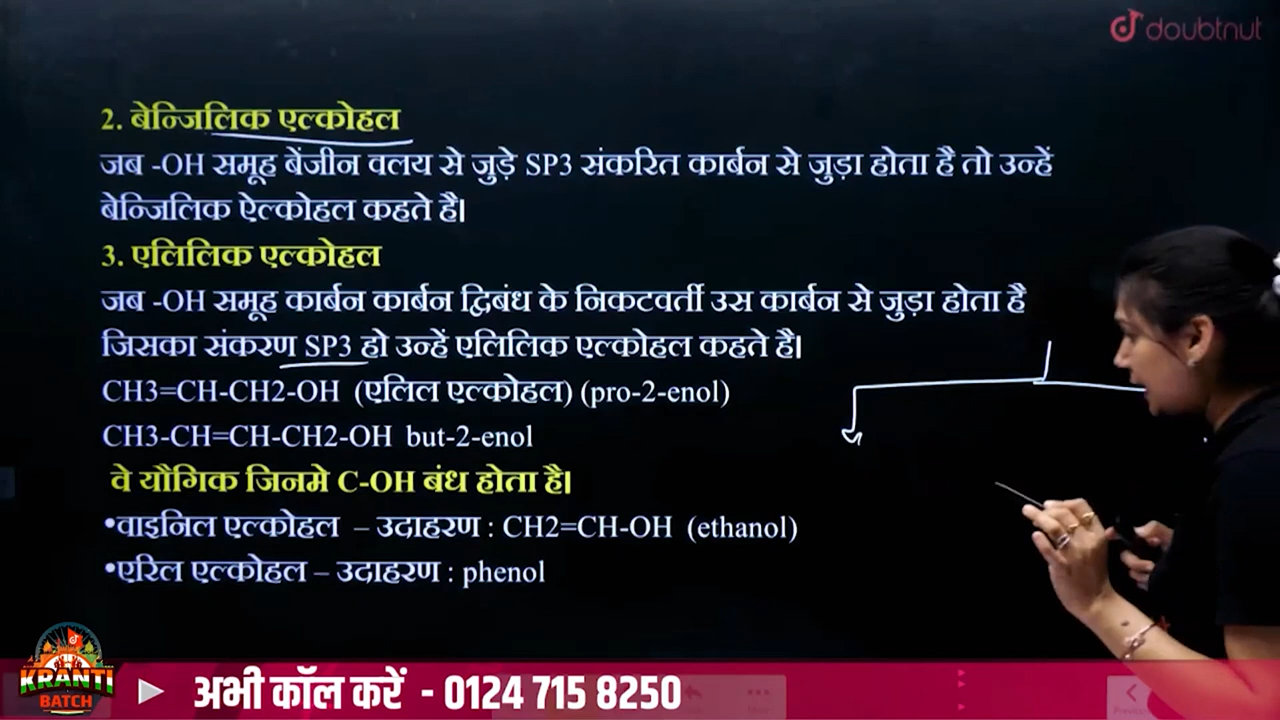 doubtnut
2. बेन्जिलिक एल्कोहल
जब -OH समूह बेंजीन वलय से जुड़े SP3 संकरित कार्बन से जुड़ा होता है तो उन्हें
बेन्जिलिक ऐल्कोहल कहते है।
3. एलिलिक एल्कोहल
जब -OH समूह कार्बन कार्बन द्विबंध के निकटवर्ती उस कार्बन से जुड़ा होता है
जिसका संकरण SP3 हो उन्हें एलिलिक एल्कोहल कहते है।
CH3=CH-CH2-OH (एलिल एल्कोहल) (pro-2-enol)
CH3-CH=CH-CH2-OH but-2-enol
वे यौगिक जिनमे C-OH बंध होता है।
•वाइनिल एल्कोहल – उदाहरण : CH2=CH-OH (ethanol)
•एरिल एल्कोहल – उदाहरण : phenol
KRANTI
BATCH
अभी कॉल करें - 0124 715 8250